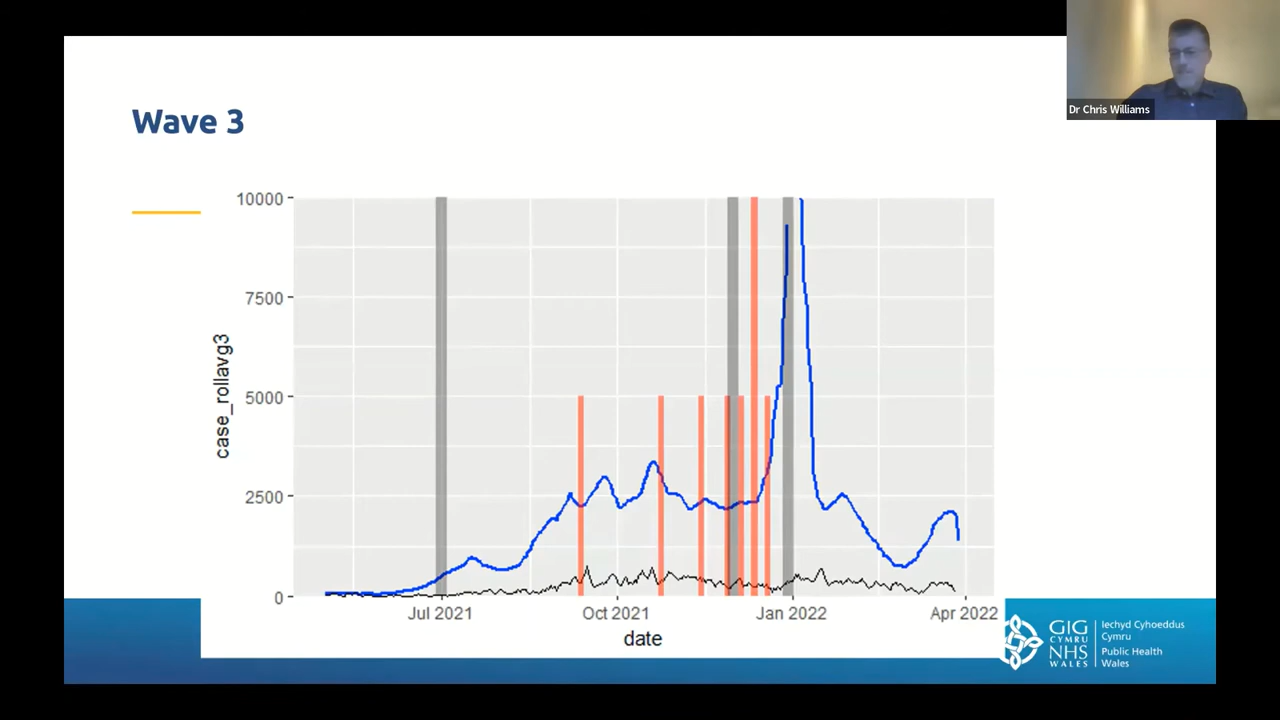 Dr Chris Williams
Wave 3
10000
7500
5000
2500
0
case_rollavg3
Jul 2021
Oct 2021
Jan 2022
Apr 2022
date
GIG
CYMRU
NHS
WALES
Iechyd Cyhoeddus
Cymru
Public Health
Wales